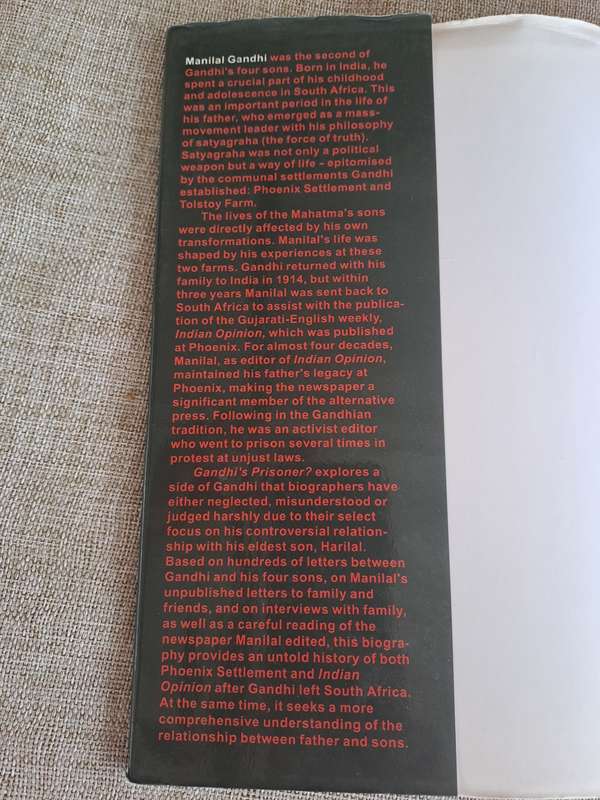 Manilal Gandhi was the second of
Gandhi's four sons. Born in India, he
spent a crucial part of his childhood
and adolescence in South Africa. This
was an important period in the life of
his father, who emerged as a mass-
movement leader with his philosophy
of satyagraha (the force of truth).
Satyagraha was not only a political
weapon but a way of life – epitomised
by the communal settlements Gandhi
established: Phoenix Settlement and
Tolstoy Farm.
The lives of the Mahatma's sons
were directly affected by his own
transformations. Manilal's life was
shaped by his experiences at these
two farms. Gandhi returned with his
family to India in 1914, but within
three years Manilal was sent back to
South Africa to assist with the publica-
tion of the Gujarati-English weekly,
Indian Opinion, which was published
at Phoenix. For almost four decades,
Manilal, as editor of Indian Opinion,
maintained his father's legacy at
Phoenix, making the newspaper a
significant member of the alternative
press. Following in the Gandhian
tradition, he was an activist editor
who went to prison several times in
protest at unjust laws.
Gandhi's Prisoner? explores a
side of Gandhi that biographers have
either neglected, misunderstood or
judged harshly due to their select
focus on his controversial relation-
ship with his eldest son, Harilal.
Based on hundreds of letters between
Gandhi and his four sons, on Manilal's
unpublished letters to family and
friends, and on interviews with family,
as well as a careful reading of the
newspaper Manilal edited, this biogra-
phy provides an untold history of both
Phoenix Settlement and Indian
Opinion after Gandhi left South Africa.
At the same time, it seeks a more
comprehensive understanding of the
relationship between father and sons.